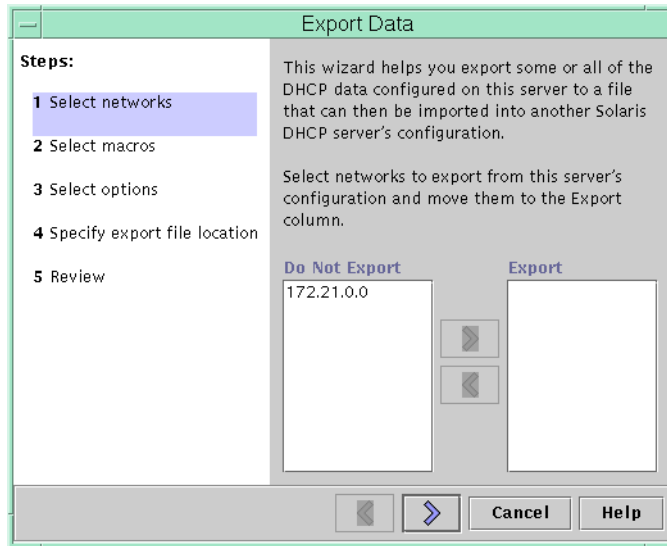 Export Data
Steps:
1 Select networks
2 Select macros
3 Select options
4 Specify export file location
5 Review
This wizard helps you export some or all of the
DHCP data configured on this server to a file
that can then be imported into another Solaris
DHCP server's configuration.
Select networks to export from this server's
configuration and move them to the Export
column.
Do Not Export
172.21.0.0
Export
Cancel
Help